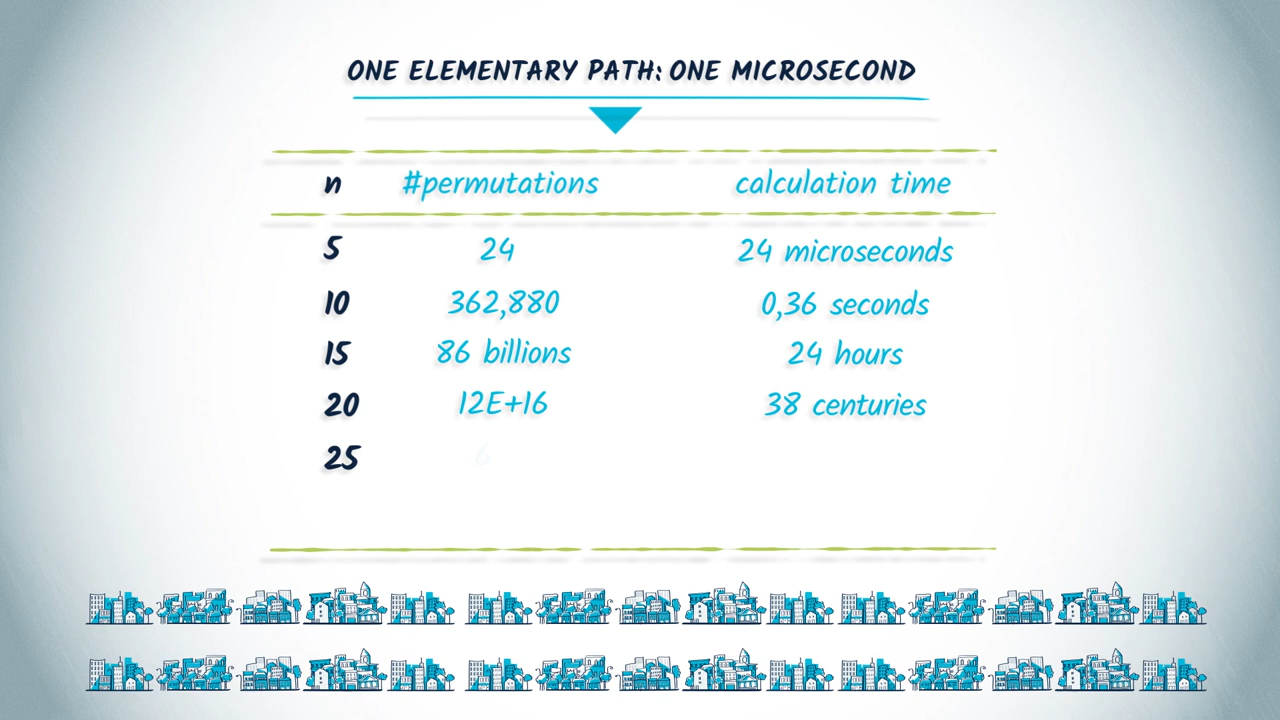 ONE ELEMENTARY PATH: ONE MICROSECOND
n #permutations calculation time
5 24 24 microseconds
10 362,880 0,36 seconds
15 86 billions 24 hours
20 12E+16 38 centuries
25 6